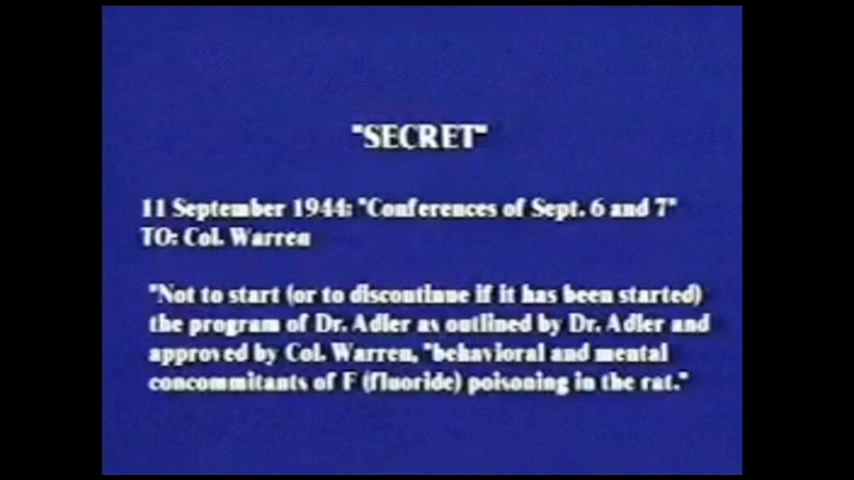 "SECRET"
11 September 1944: "Conferences of Sept. 6 and 7"
TO: Col. Warren
"Not to start (or to discontinue if it has been started)
the program of Dr. Adler as outlined by Dr. Adler and
approved by Col. Warren, "behavioral and mental
concommitants of F (fluoride) poisoning in the rat."